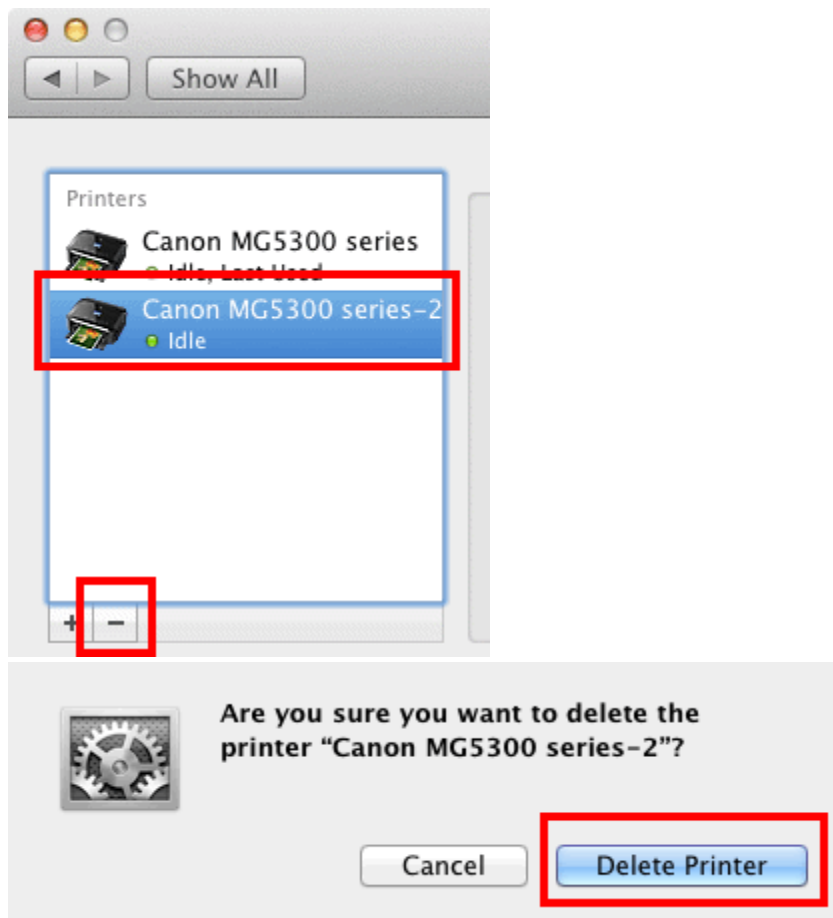 Show All
Printers
Canon MG5300 series
Idle, Last Used
Canon MG5300 series-2
Idle
+ −
Are you sure you want to delete the
printer “Canon MG5300 series-2”?
Cancel Delete Printer